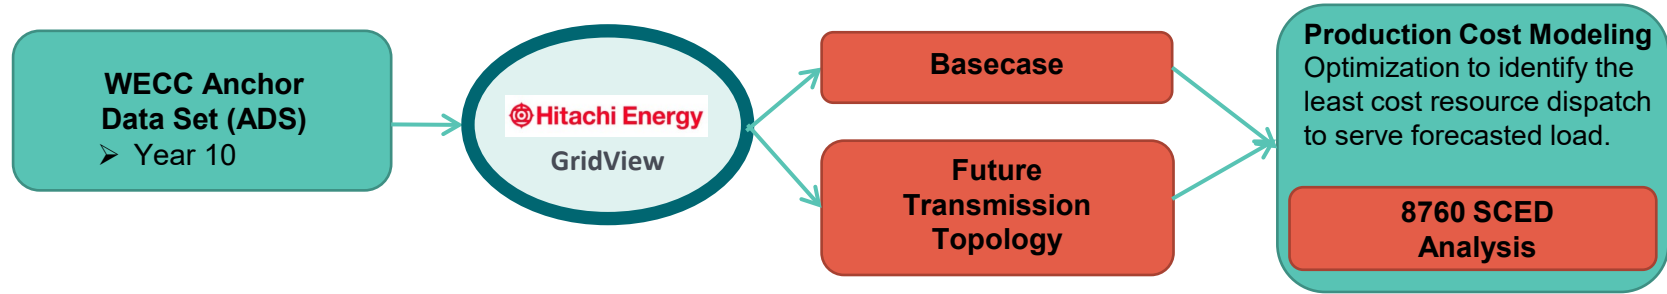 WECC Anchor
Data Set (ADS)
➢ Year 10
Hitachi Energy
GridView
Basecase
Future
Transmission
Topology
Production Cost Modeling
Optimization to identify the
least cost resource dispatch
to serve forecasted load.
8760 SCED
Analysis